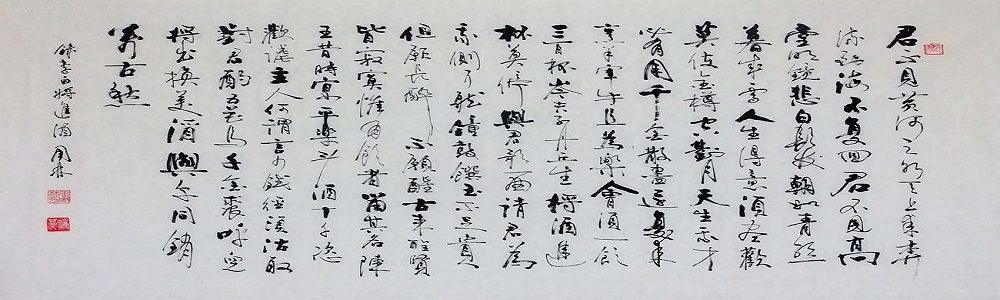 君不見黃河之水天上來奔
流到海不復回君不見高
堂明鏡悲白髮朝如青絲
暮成雪人生得意須盡歡
莫使金樽空對月天生我才
必有用千金散盡還復來
烹羊宰牛且為樂會須一飲
三百杯岑夫子丹丘生將酒進
杯莫停與君歌一曲請君為
我側耳聽鐘鼓饌玉不足貴
但願長醉不願醒古來聖賢
皆寂寞惟有飲者留其名陳
王昔時宴平樂斗酒十千恣
歡謔主人何謂言少錢徑須沽取
對君酌五花馬千金裘呼兒
將出換美酒與爾同銷
萬古愁
錄李白將進酒